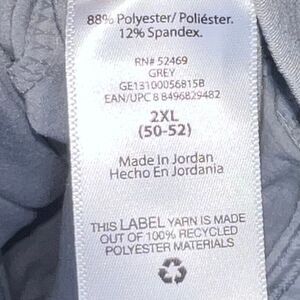 88% Polyester/ Poliéster.
12% Spandex.
RN# 52469
GREY
GE13100056815B
EAN/UPC 8 8496829482
2XL
(50-52)
Made In Jordan
Hecho En Jordania
THIS LABEL YARN IS MADE
OUT OF 100% RECYCLED
POLYESTER MATERIALS